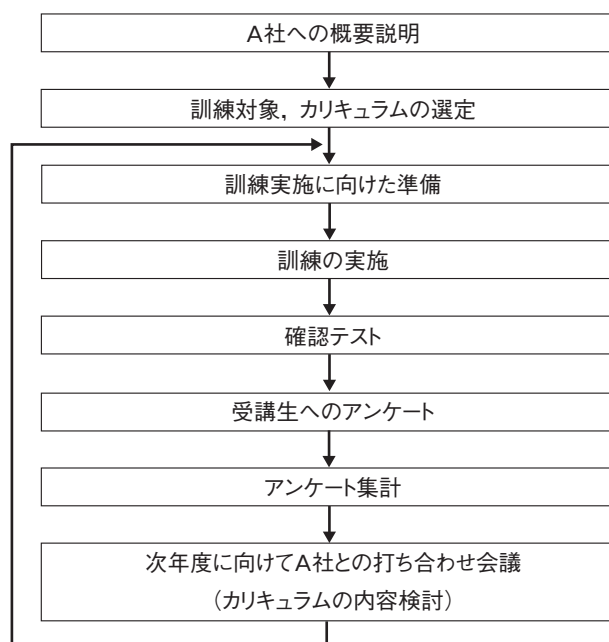 A社への概要説明
訓練対象，カリキュラムの選定
訓練実施に向けた準備
訓練の実施
確認テスト
受講生へのアンケート
アンケート集計
次年度に向けてA社との打ち合わせ会議
（カリキュラムの内容検討）